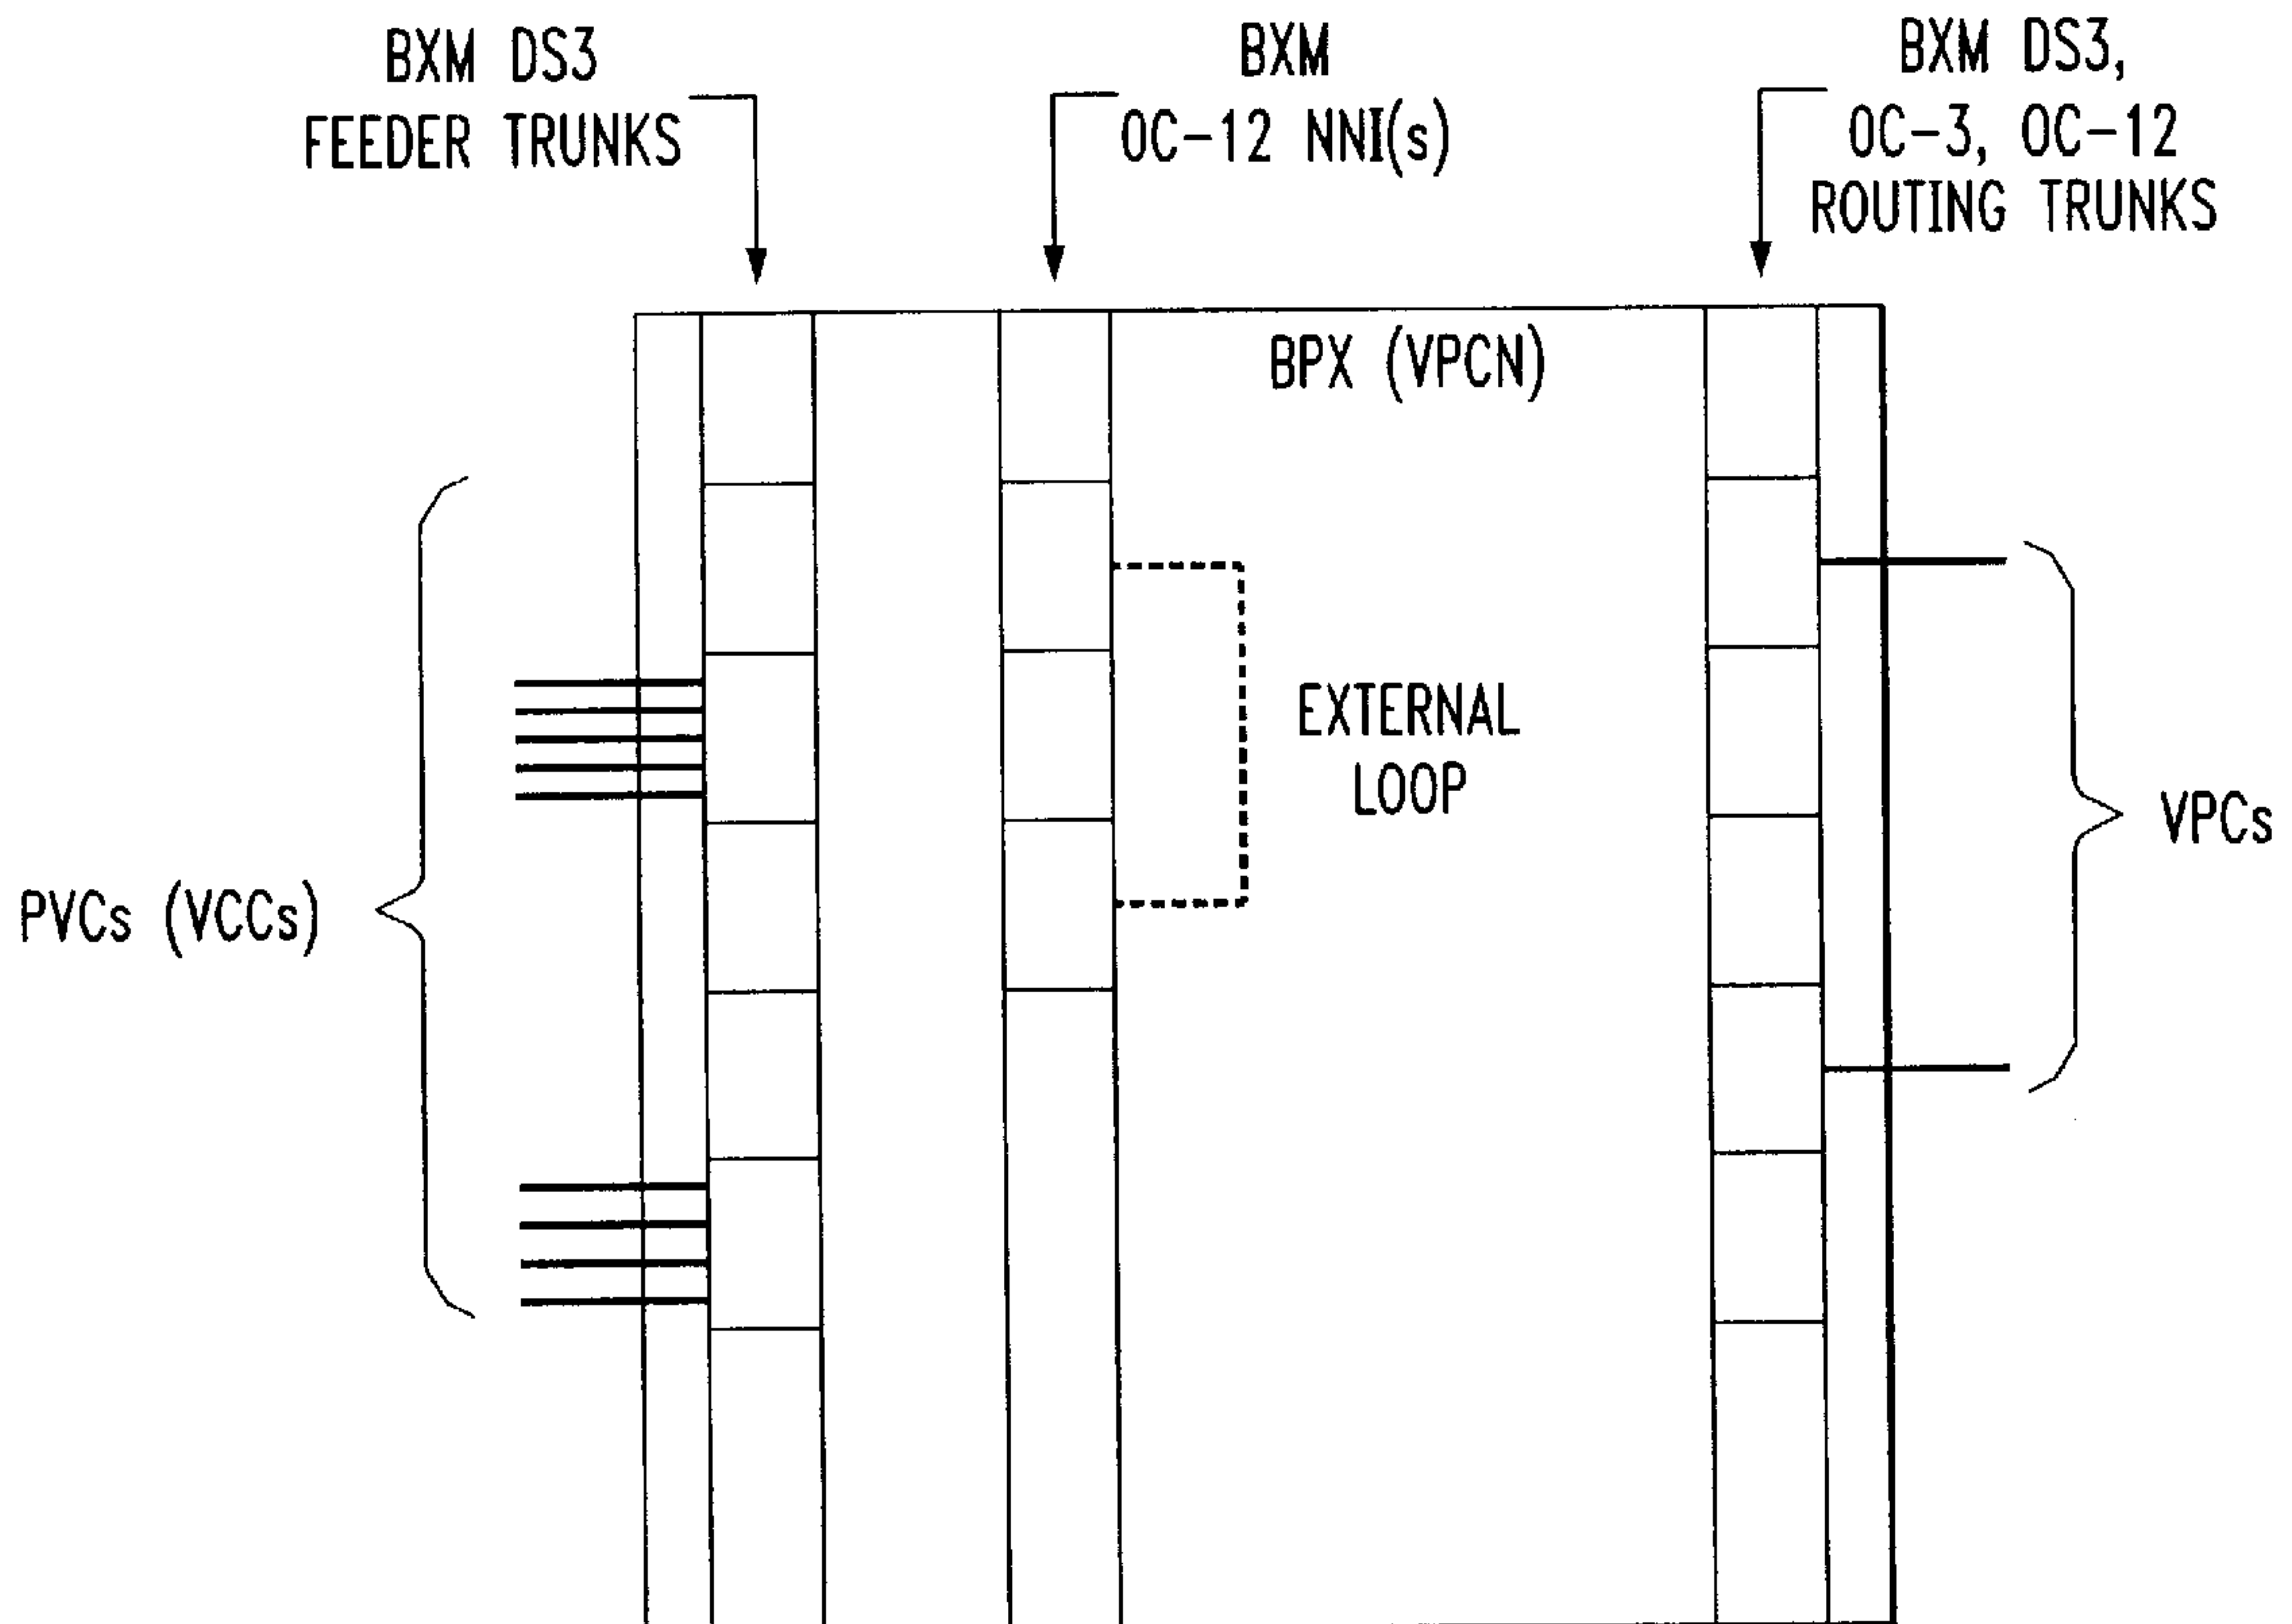 BXM DS3
FEEDER TRUNKS
BXM
OC-12 NNI(s)
BXM DS3,
OC-3, OC-12
ROUTING TRUNKS
BPX (VPCN)
EXTERNAL
LOOP
PVCs (VCCs)
VPCs